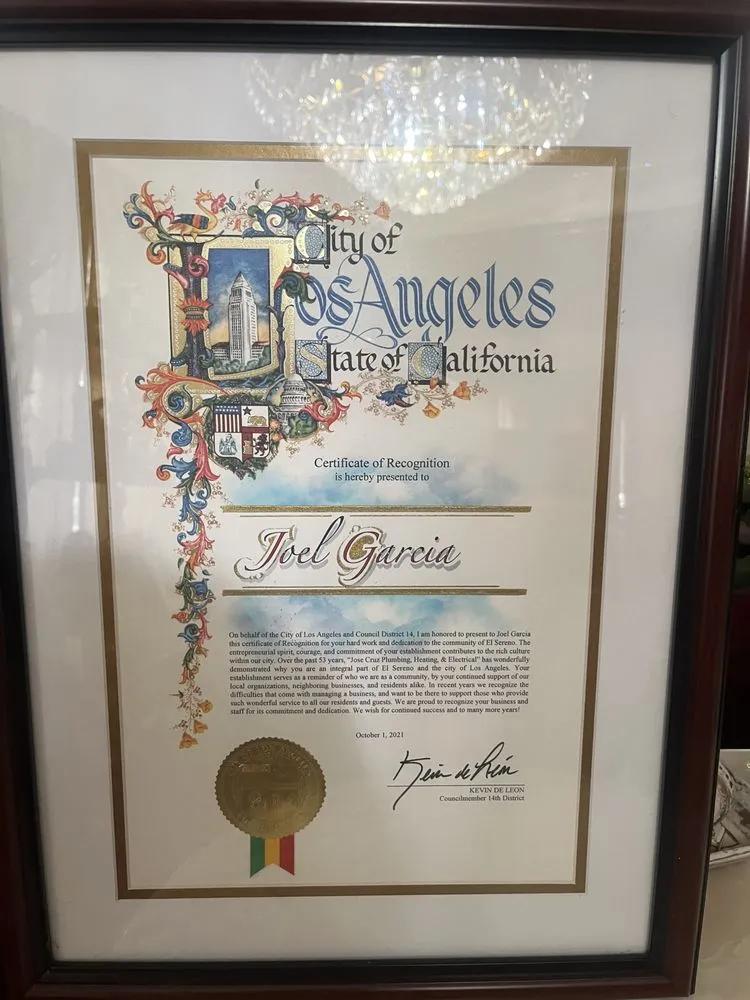 City of
Los Angeles
State of California
Certificate of Recognition
is hereby presented to
Joel Garcia
On behalf of the City of Los Angeles and Council District 14, I am honored to present to Joel Garcia
this certificate of Recognition for your hard work and dedication to the community of El Sereno. The
entrepreneurial spirit, courage, and commitment of your establishment contributes to the rich culture
within our city. Over the past 53 years, "Jose Cruz Plumbing, Heating, & Electrical" has wonderfully
demonstrated why you are an integral part of El Sereno and the city of Los Angeles. Your
establishment serves as a reminder of who we are as a community, by your continued support of our
local organizations, neighboring businesses, and residents alike. In recent years we recognize the
difficulties that come with managing a business, and want to be there to support those who provide
such wonderful service to all our residents and guests. We are proud to recognize your business and
staff for its commitment and dedication. We wish for continued success and to many more years!
October 1, 2021
Kevin de León
KEVIN DE LEON
Councilmember 14th District